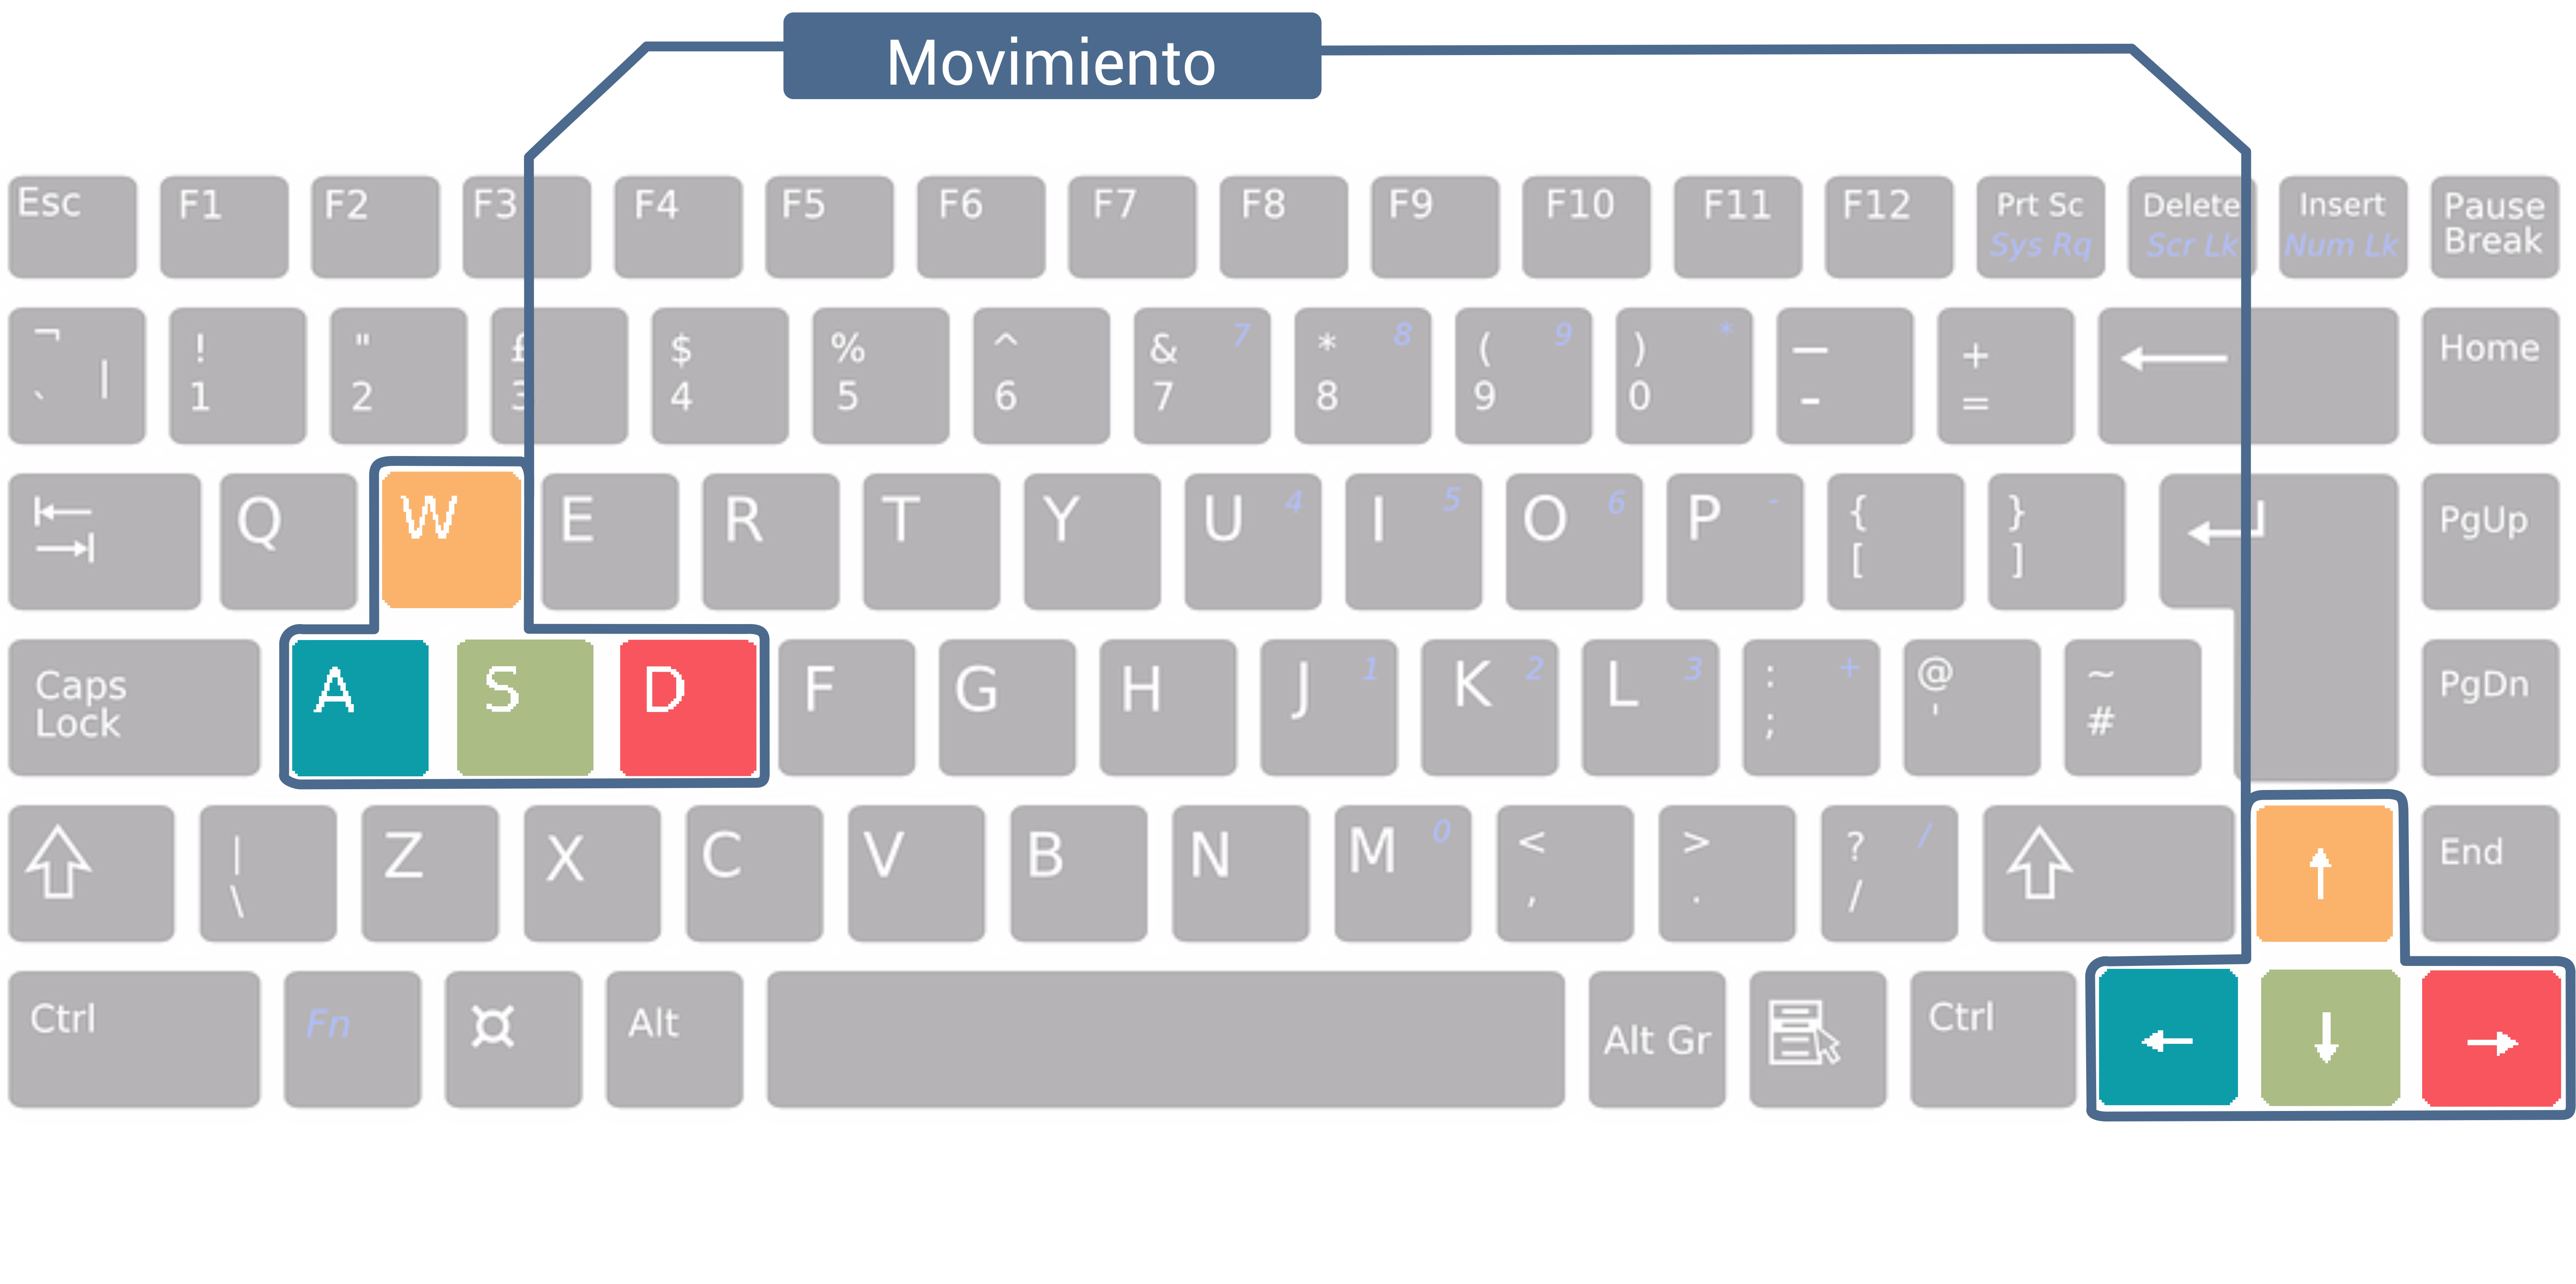 Movimiento
Esc F1 F2 F3 F4 F5 F6 F7 F8 F9 F10 F11 F12 Prt Sc Delete Insert Pause
Sys Rq Scr Lk Num Lk Break
¬ ! " £ $ % ^ & 7 * 8 ( 9 ) * — + Home
` | 1 2 3 4 5 6 7 8 9 0 - =
Q W E R T Y U 4 I 5 O 6 P - { } PgUp
[ ]
Caps A S D F G H J 1 K 2 L 3 : + @ ~ PgDn
Lock ; ' #
| Z X C V B N M 0 < > ? / End
\ , . /
Ctrl Fn Alt Alt Gr Ctrl